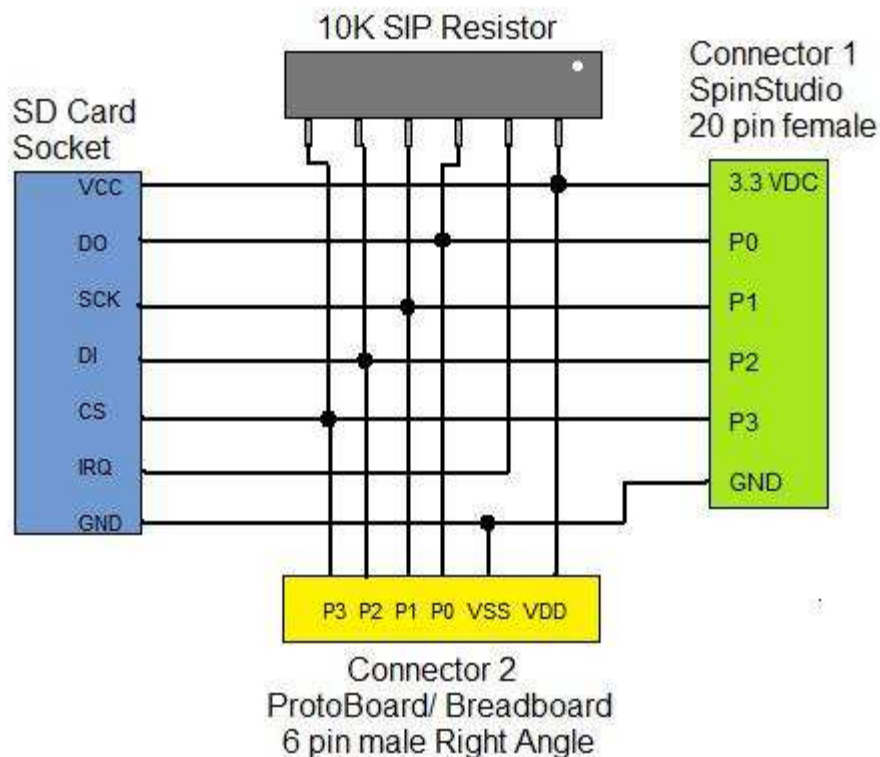 10K SIP Resistor
Connector 1
SpinStudio
20 pin female
SD Card
Socket
VCC
DO
SCK
DI
CS
IRQ
GND
3.3 VDC
P0
P1
P2
P3
GND
P3 P2 P1 P0 VSS VDD
Connector 2
ProtoBoard/ Breadboard
6 pin male Right Angle